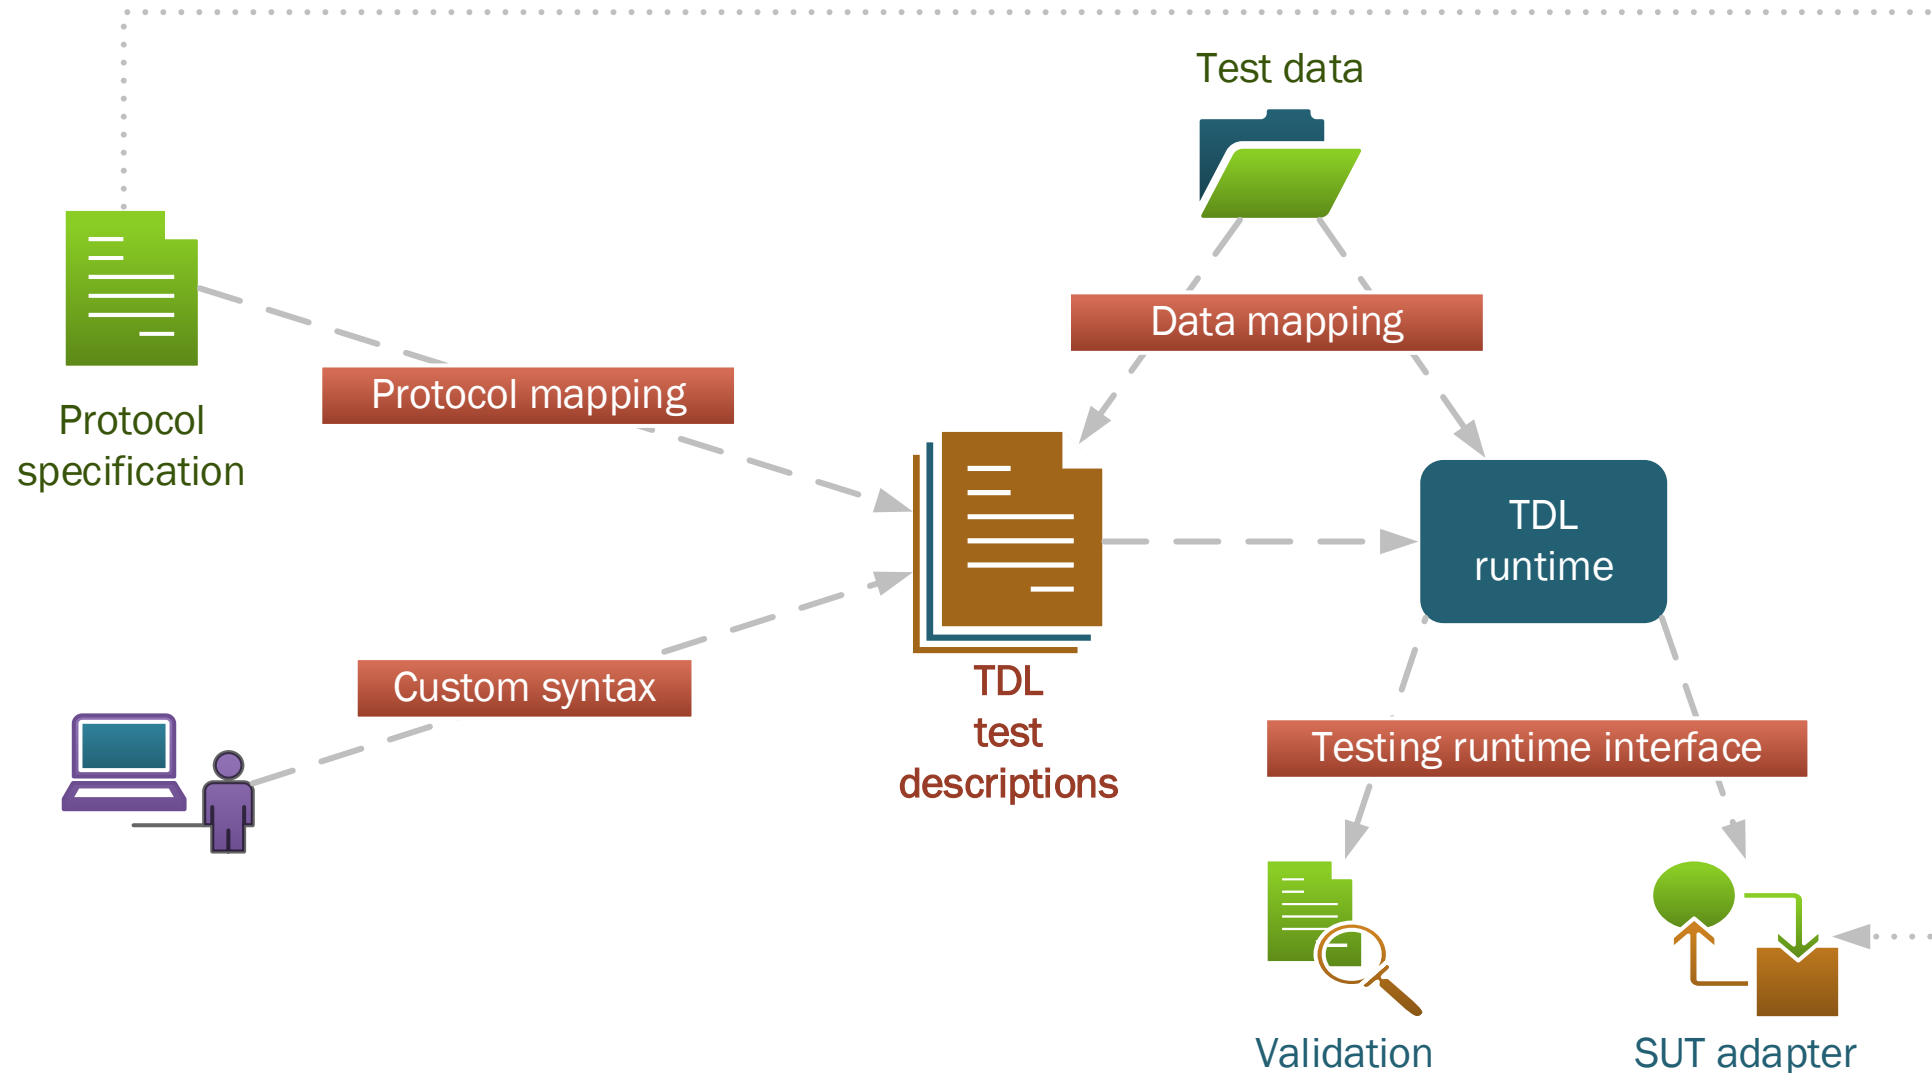 Test data
Data mapping
Protocol mapping
Protocol
specification
TDL
runtime
Custom syntax
TDL
test
descriptions
Testing runtime interface
Validation
SUT adapter